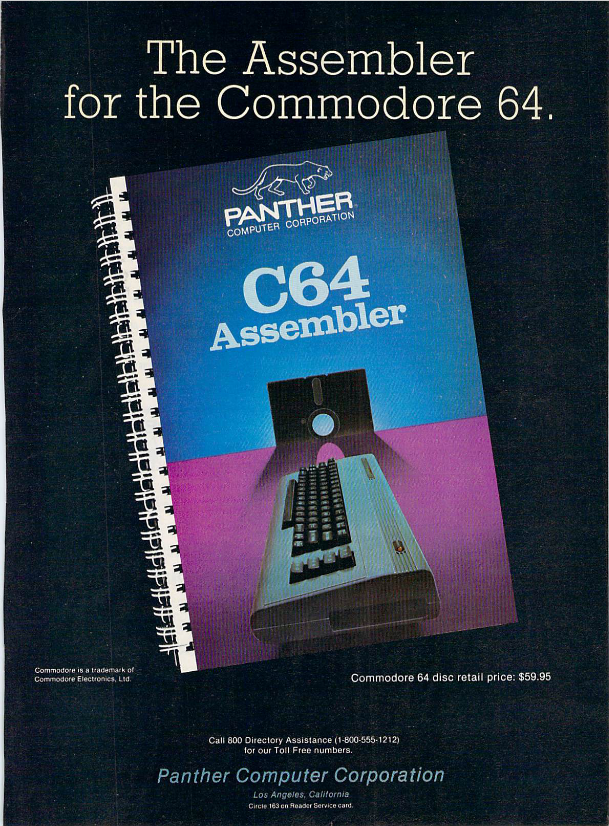 The Assembler
for the Commodore 64.
PANTHER
COMPUTER CORPORATION
C64
Assembler
Commodore is a trademark of
Commodore Electronics, Ltd.
Commodore 64 disc retail price: $59.95
Call 800 Directory Assistance (1-800-555-1212)
for our Toll Free numbers.
Panther Computer Corporation
Los Angeles, California
Circle 163 on Reader Service card.